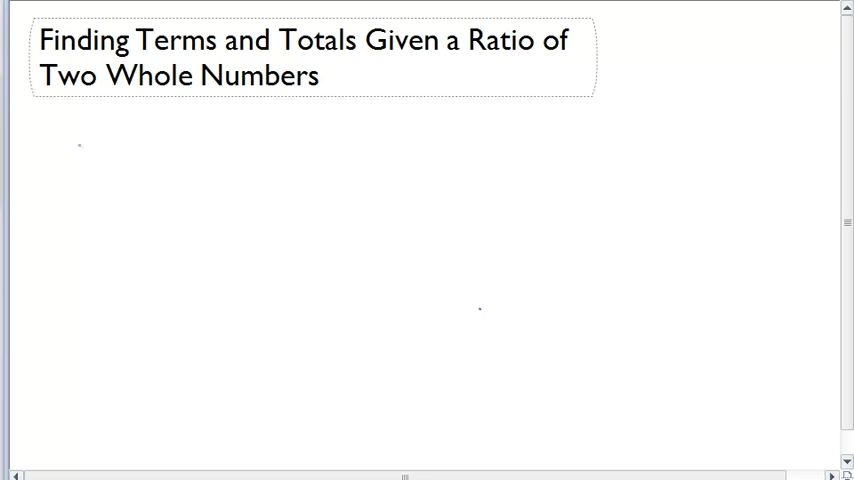 Finding Terms and Totals Given a Ratio of
Two Whole Numbers